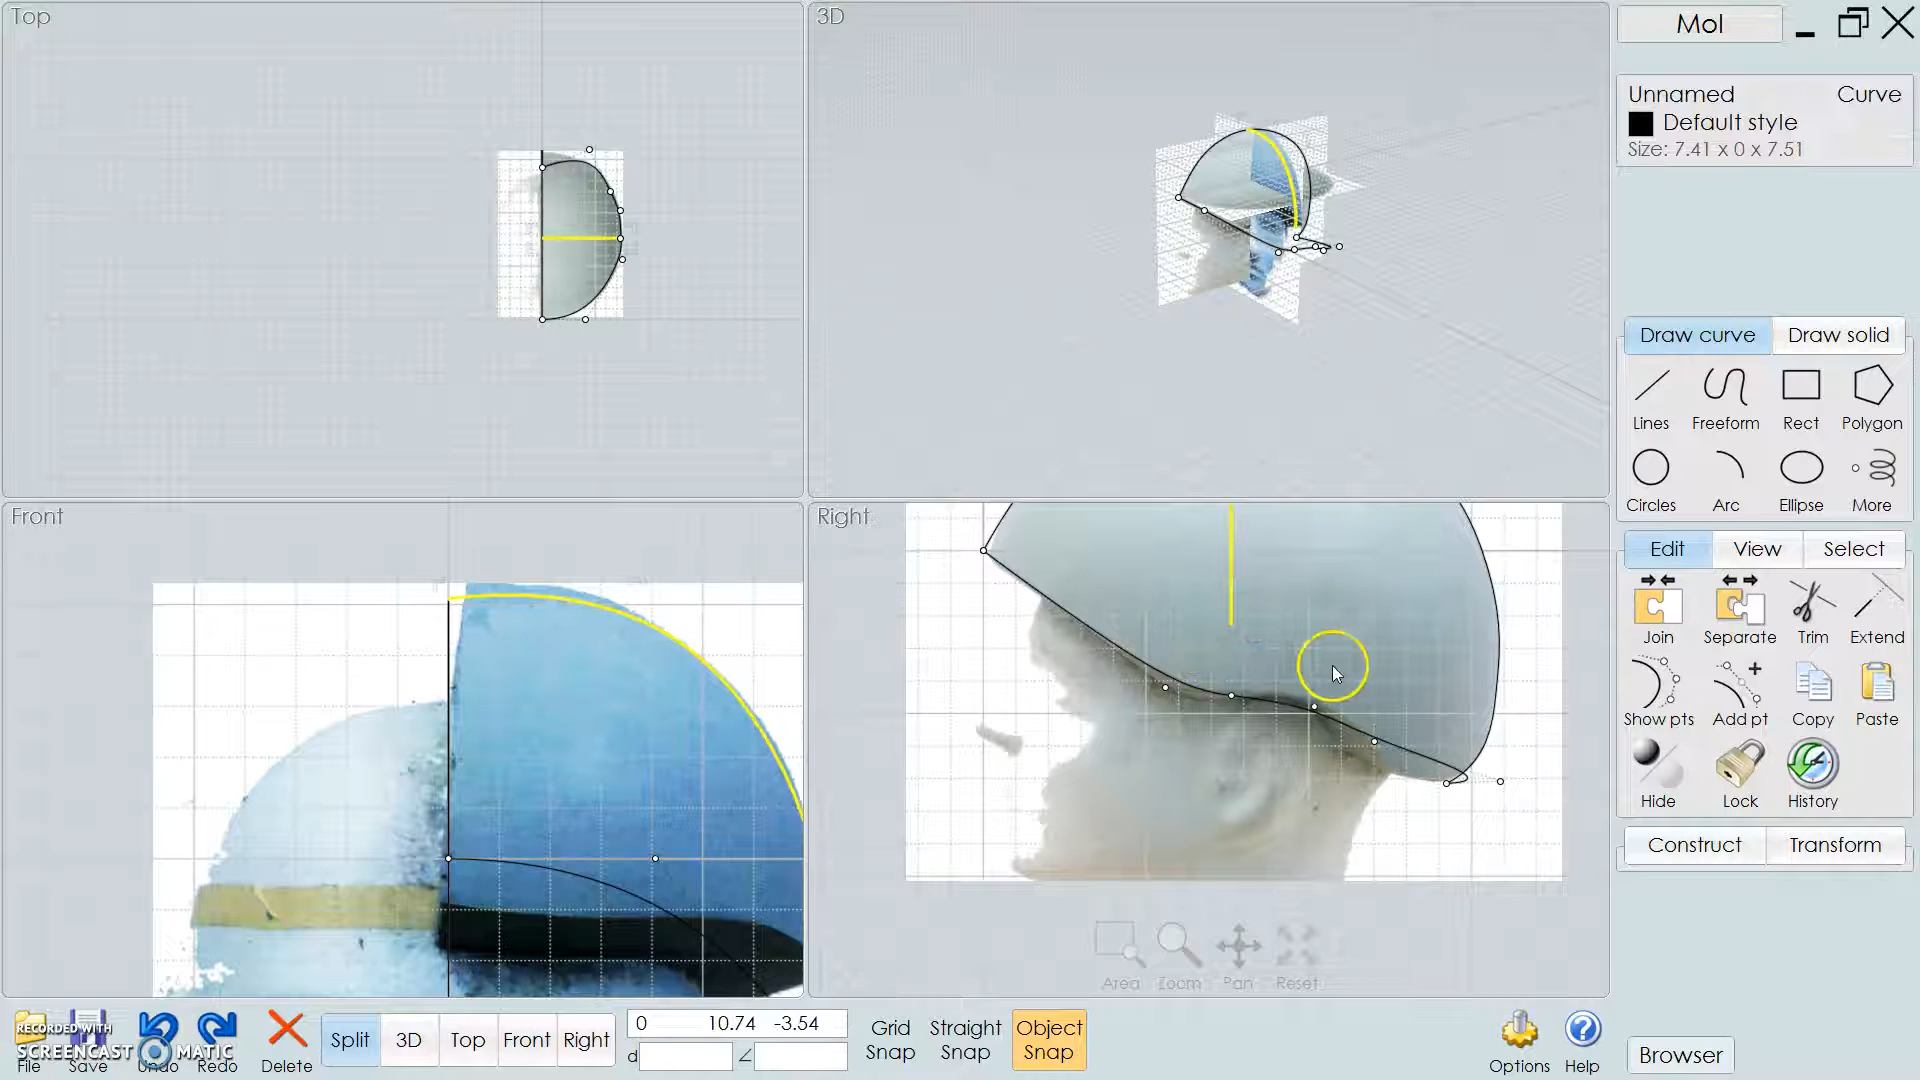 Top
3D
MoI
Unnamed
Curve
Default style
Size: 7.41 x 0 x 7.51
Draw curve
Draw solid
Lines
Freeform
Rect
Polygon
Circles
Arc
Ellipse
More
Front
Right
Edit
View
Select
Join
Separate
Trim
Extend
Show pts
Add pt
Copy
Paste
Hide
Lock
History
Construct
Transform
Area
Zoom
Pan
Reset
RECORDED WITH
SCREENCAST MATIC
File
Save
Undo
Redo
Delete
Split
3D
Top
Front
Right
0 10.74 -3.54
d
∠
Grid Snap
Straight Snap
Object Snap
Options
Help
Browser